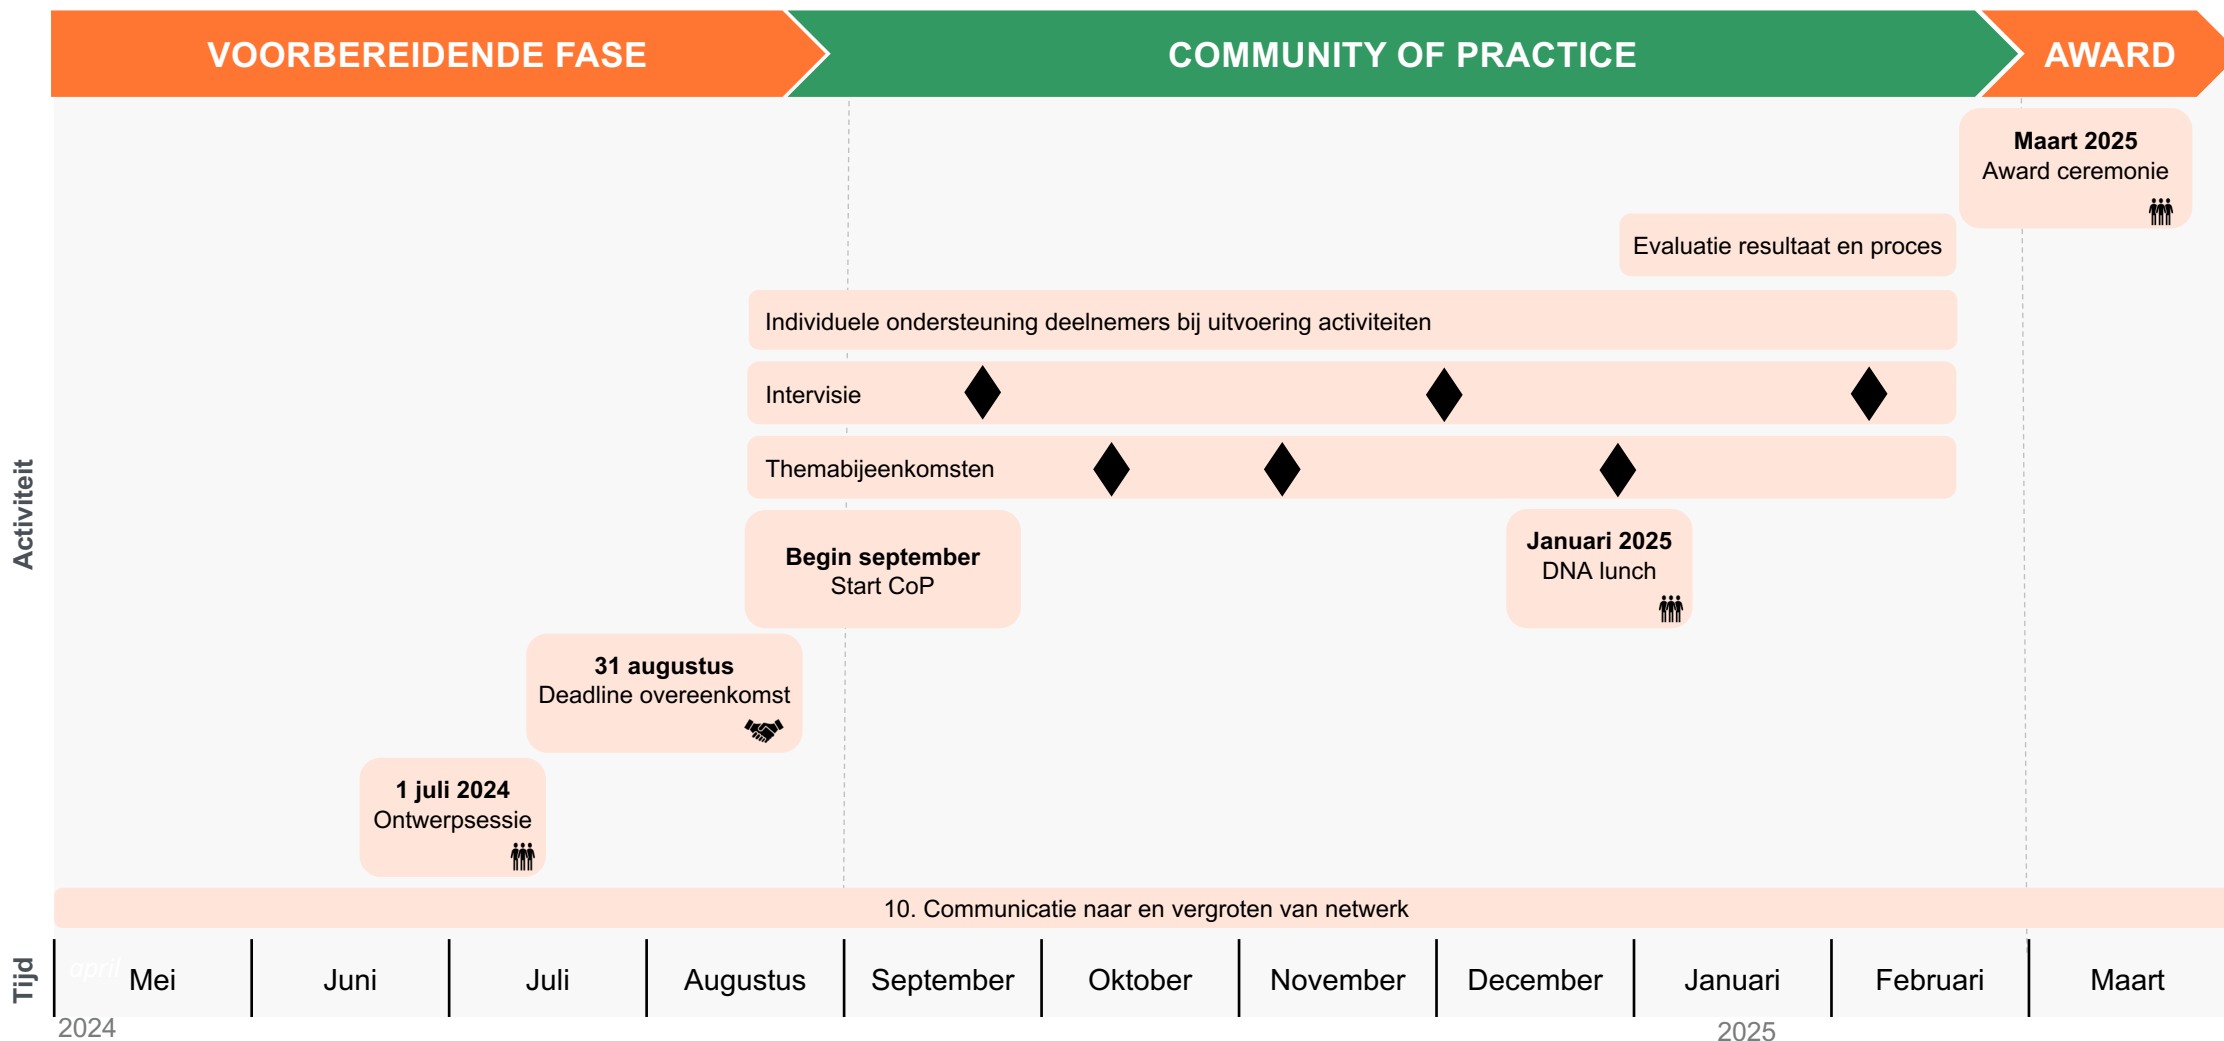 VOORBEREIDENDE FASE
COMMUNITY OF PRACTICE
AWARD
Maart 2025
Award ceremonie
Evaluatie resultaat en proces
Individuele ondersteuning deelnemers bij uitvoering activiteiten
Intervisie
Themabijeenkomsten
Begin september
Start CoP
Januari 2025
DNA lunch
31 augustus
Deadline overeenkomst
1 juli 2024
Ontwerpsessie
10. Communicatie naar en vergroten van netwerk
Activiteit
Tijd
april
Mei
Juni
Juli
Augustus
September
Oktober
November
December
Januari
Februari
Maart
2024
2025